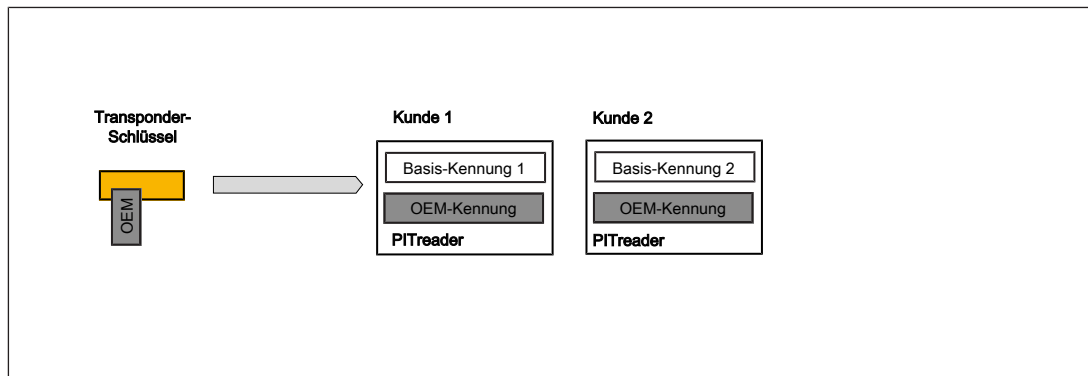 Transponder-
Schlüssel
OEM
Kunde 1
Basis-Kennung 1
OEM-Kennung
PITreader
Kunde 2
Basis-Kennung 2
OEM-Kennung
PITreader